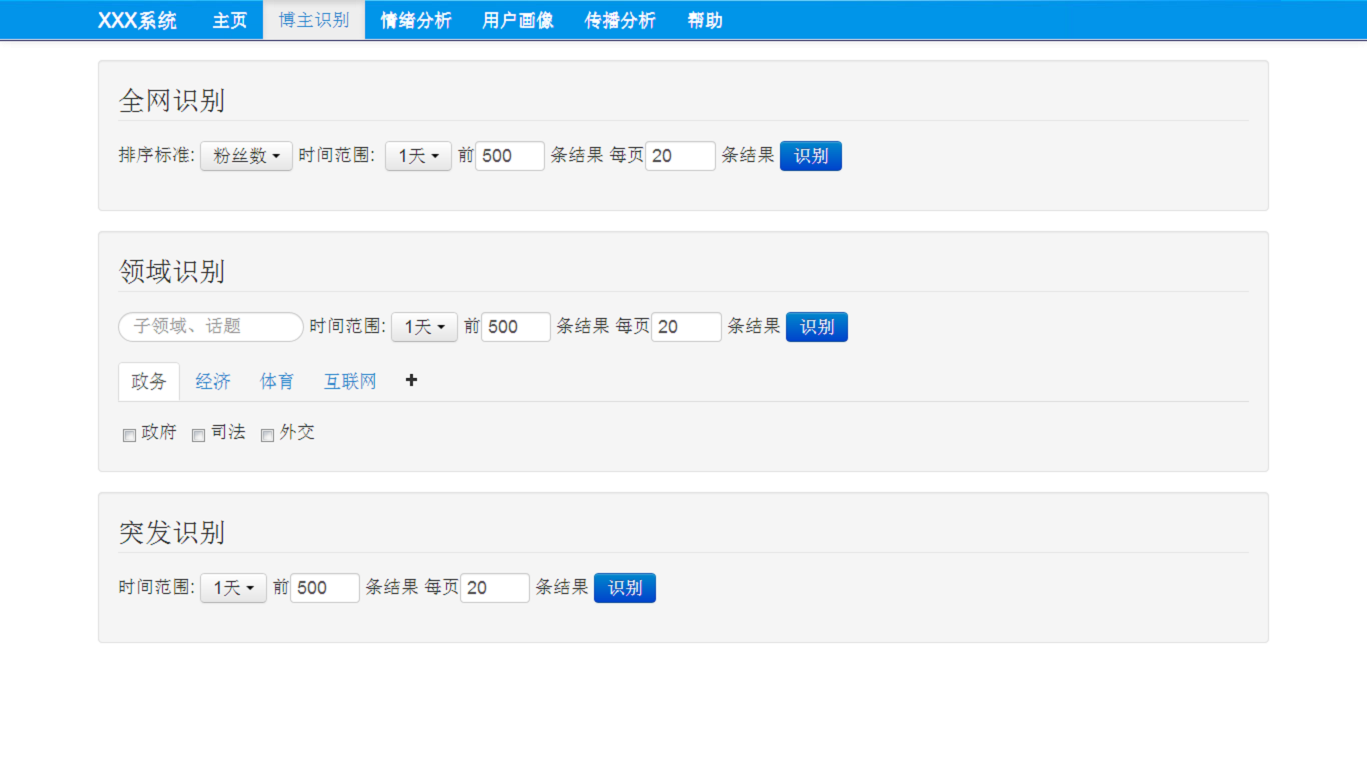 XXX系统 主页 博主识别 情绪分析 用户画像 传播分析 帮助
全网识别
排序标准: 粉丝数 时间范围: 1天 前 500 条结果 每页 20 条结果 识别
领域识别
子领域、话题 时间范围: 1天 前 500 条结果 每页 20 条结果 识别
政务 经济 体育 互联网 +
政府 司法 外交
突发识别
时间范围: 1天 前 500 条结果 每页 20 条结果 识别